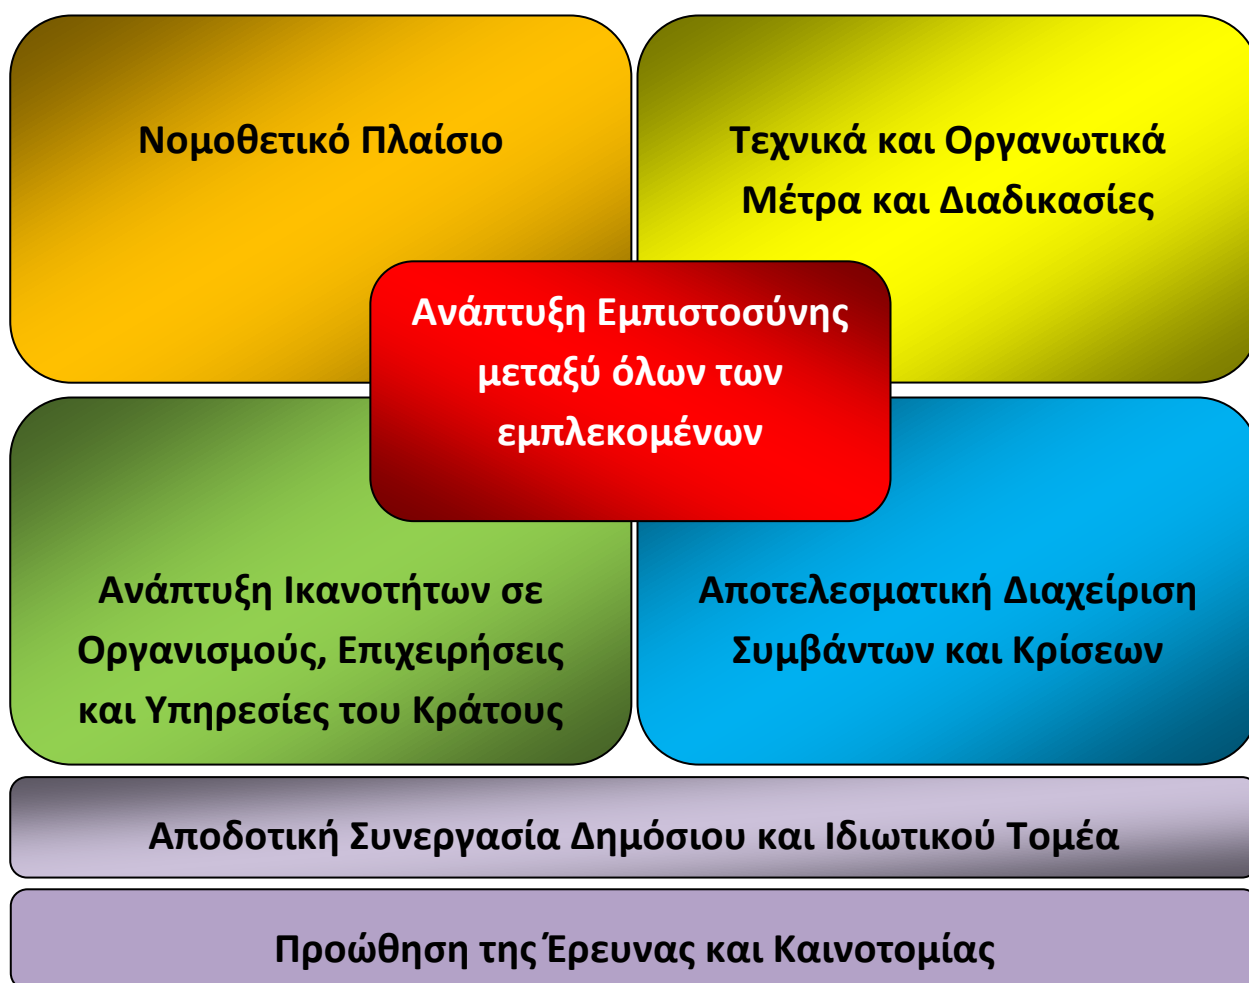 Νομοθετικό Πλαίσιο
Τεχνικά και Οργανωτικά
Μέτρα και Διαδικασίες
Ανάπτυξη Εμπιστοσύνης
μεταξύ όλων των
εμπλεκομένων
Ανάπτυξη Ικανοτήτων σε
Οργανισμούς, Επιχειρήσεις
και Υπηρεσίες του Κράτους
Αποτελεσματική Διαχείριση
Συμβάντων και Κρίσεων
Αποδοτική Συνεργασία Δημόσιου και Ιδιωτικού Τομέα
Προώθηση της Έρευνας και Καινοτομίας